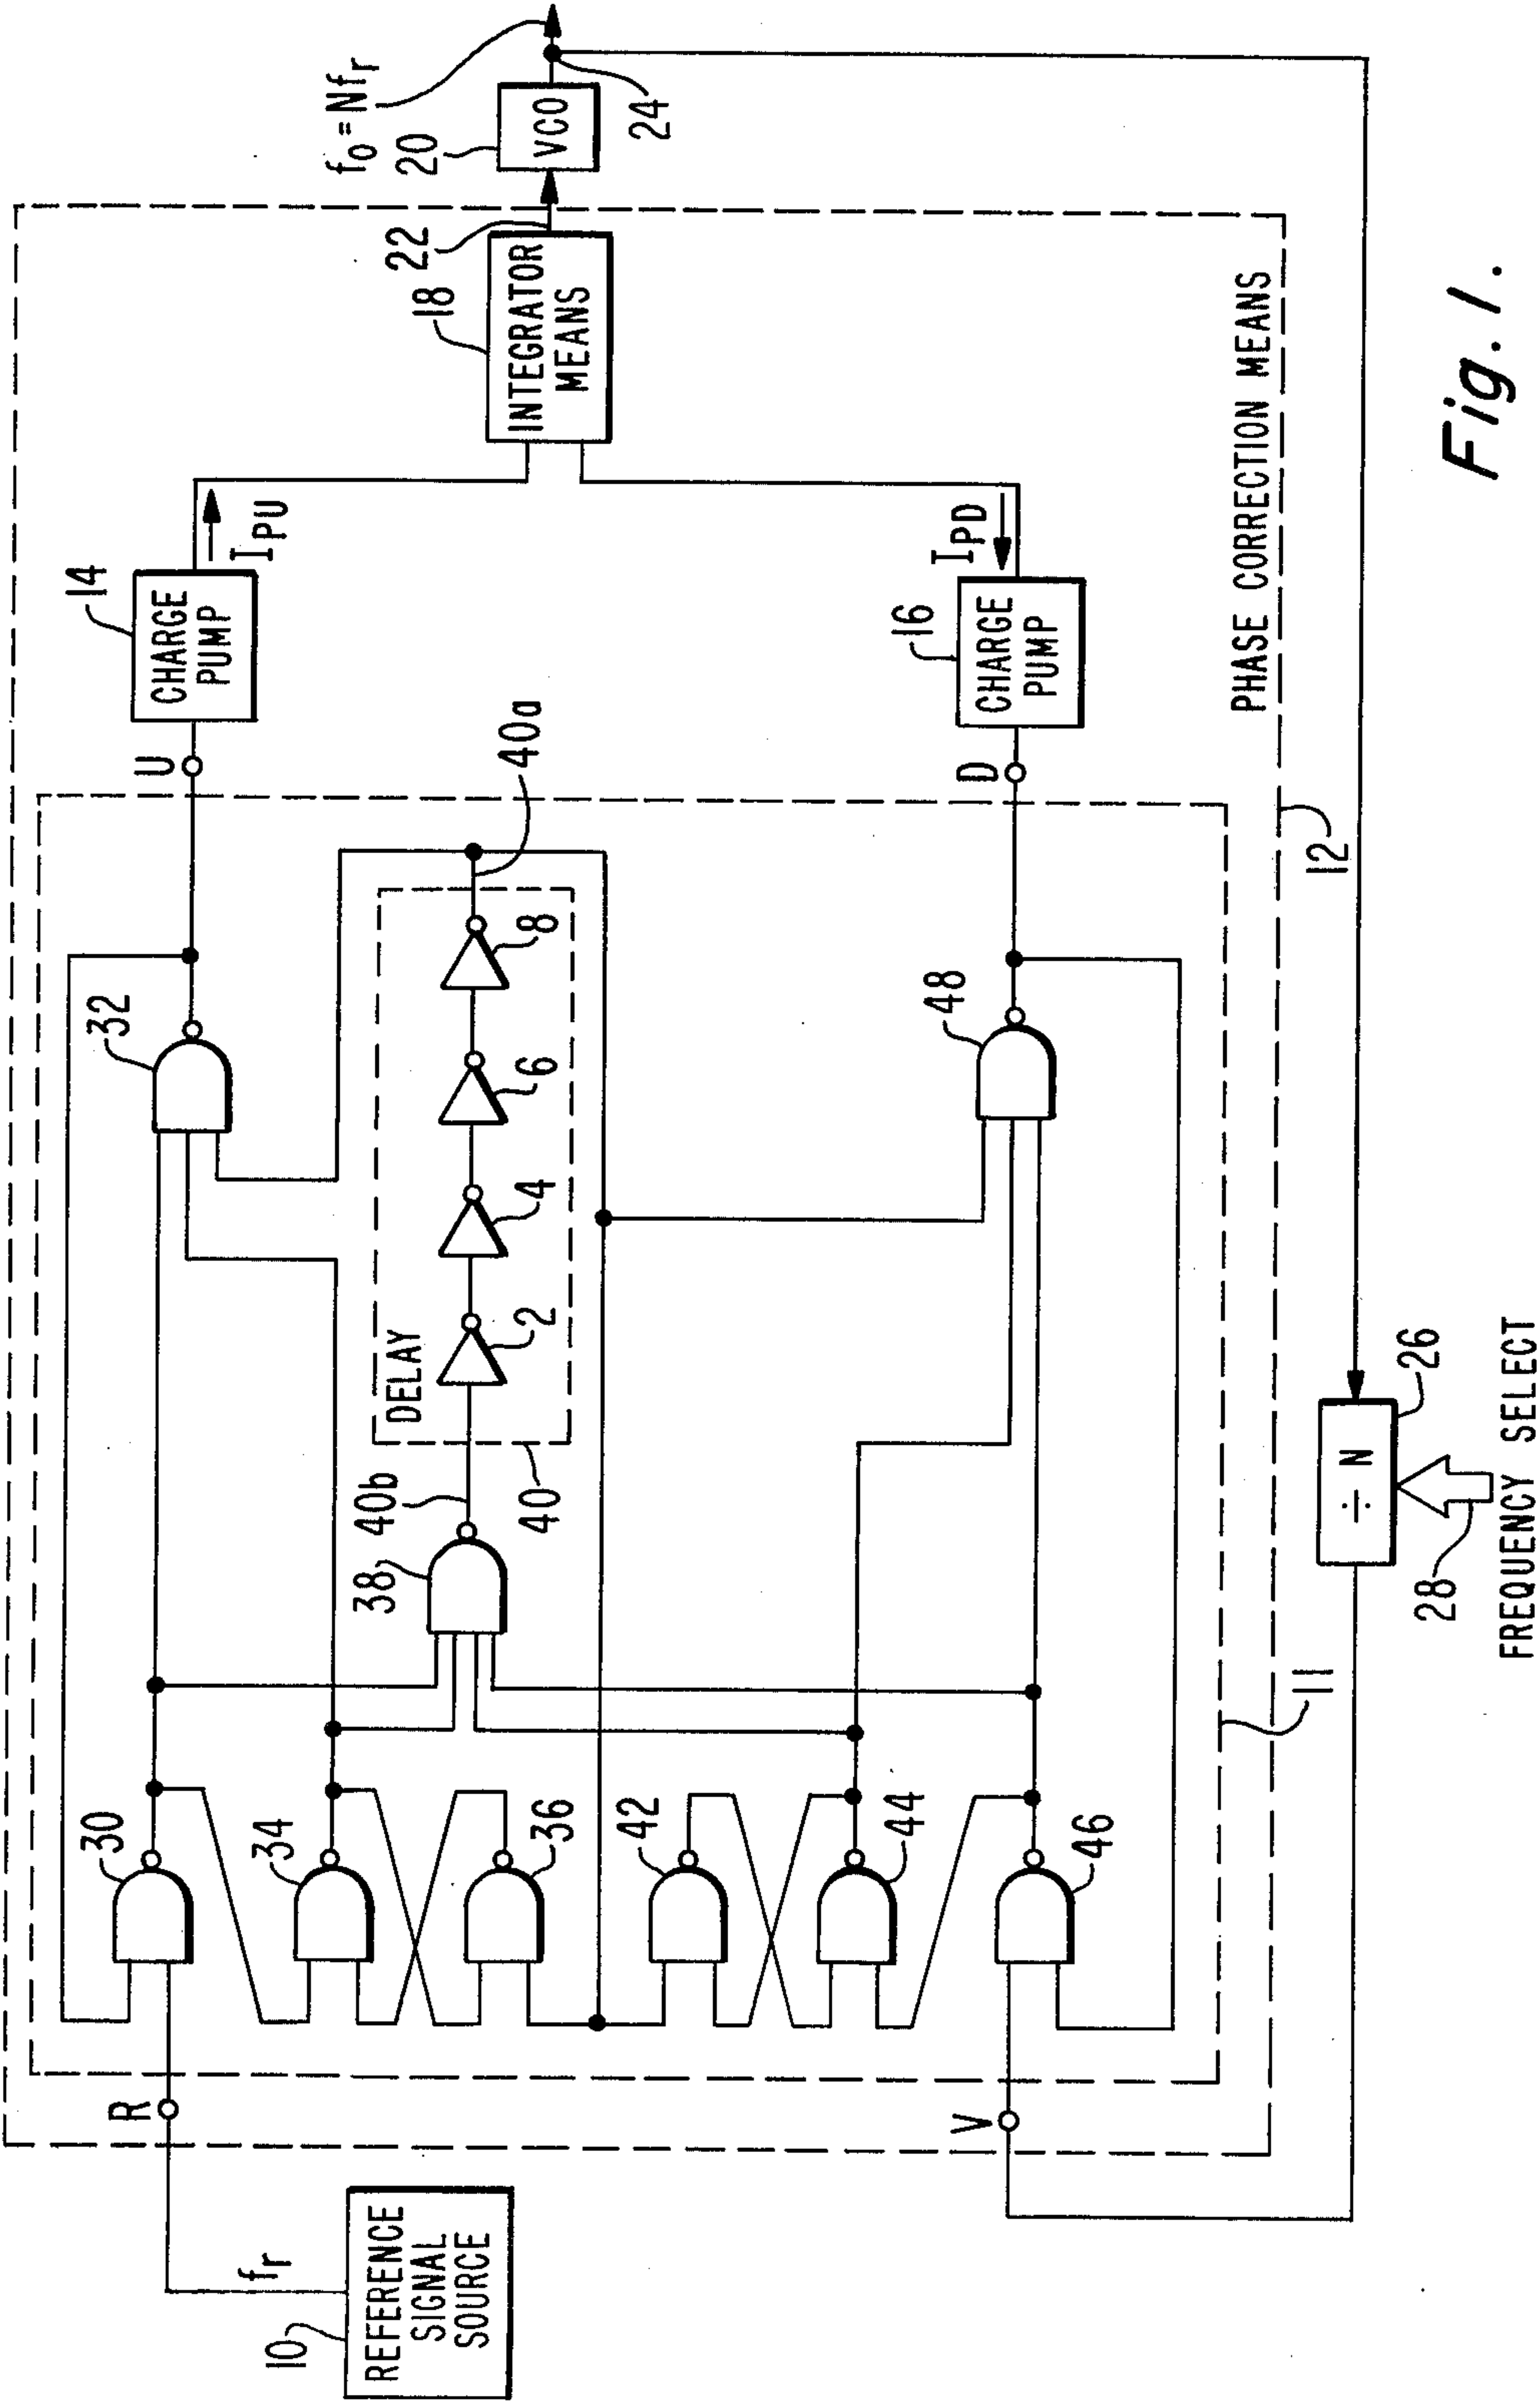 f₀ = Nfᵣ
20
VCO
24
22
18
INTEGRATOR
MEANS
14
CHARGE
PUMP
I_PU
U
16
CHARGE
PUMP
I_PD
D
PHASE CORRECTION MEANS
12
40a
32
8
6
4
2
DELAY
40
40b
38
48
30
34
36
42
44
46
11
÷ N
26
28
FREQUENCY SELECT
R
V
fᵣ
10
REFERENCE
SIGNAL
SOURCE
Fig. 1.